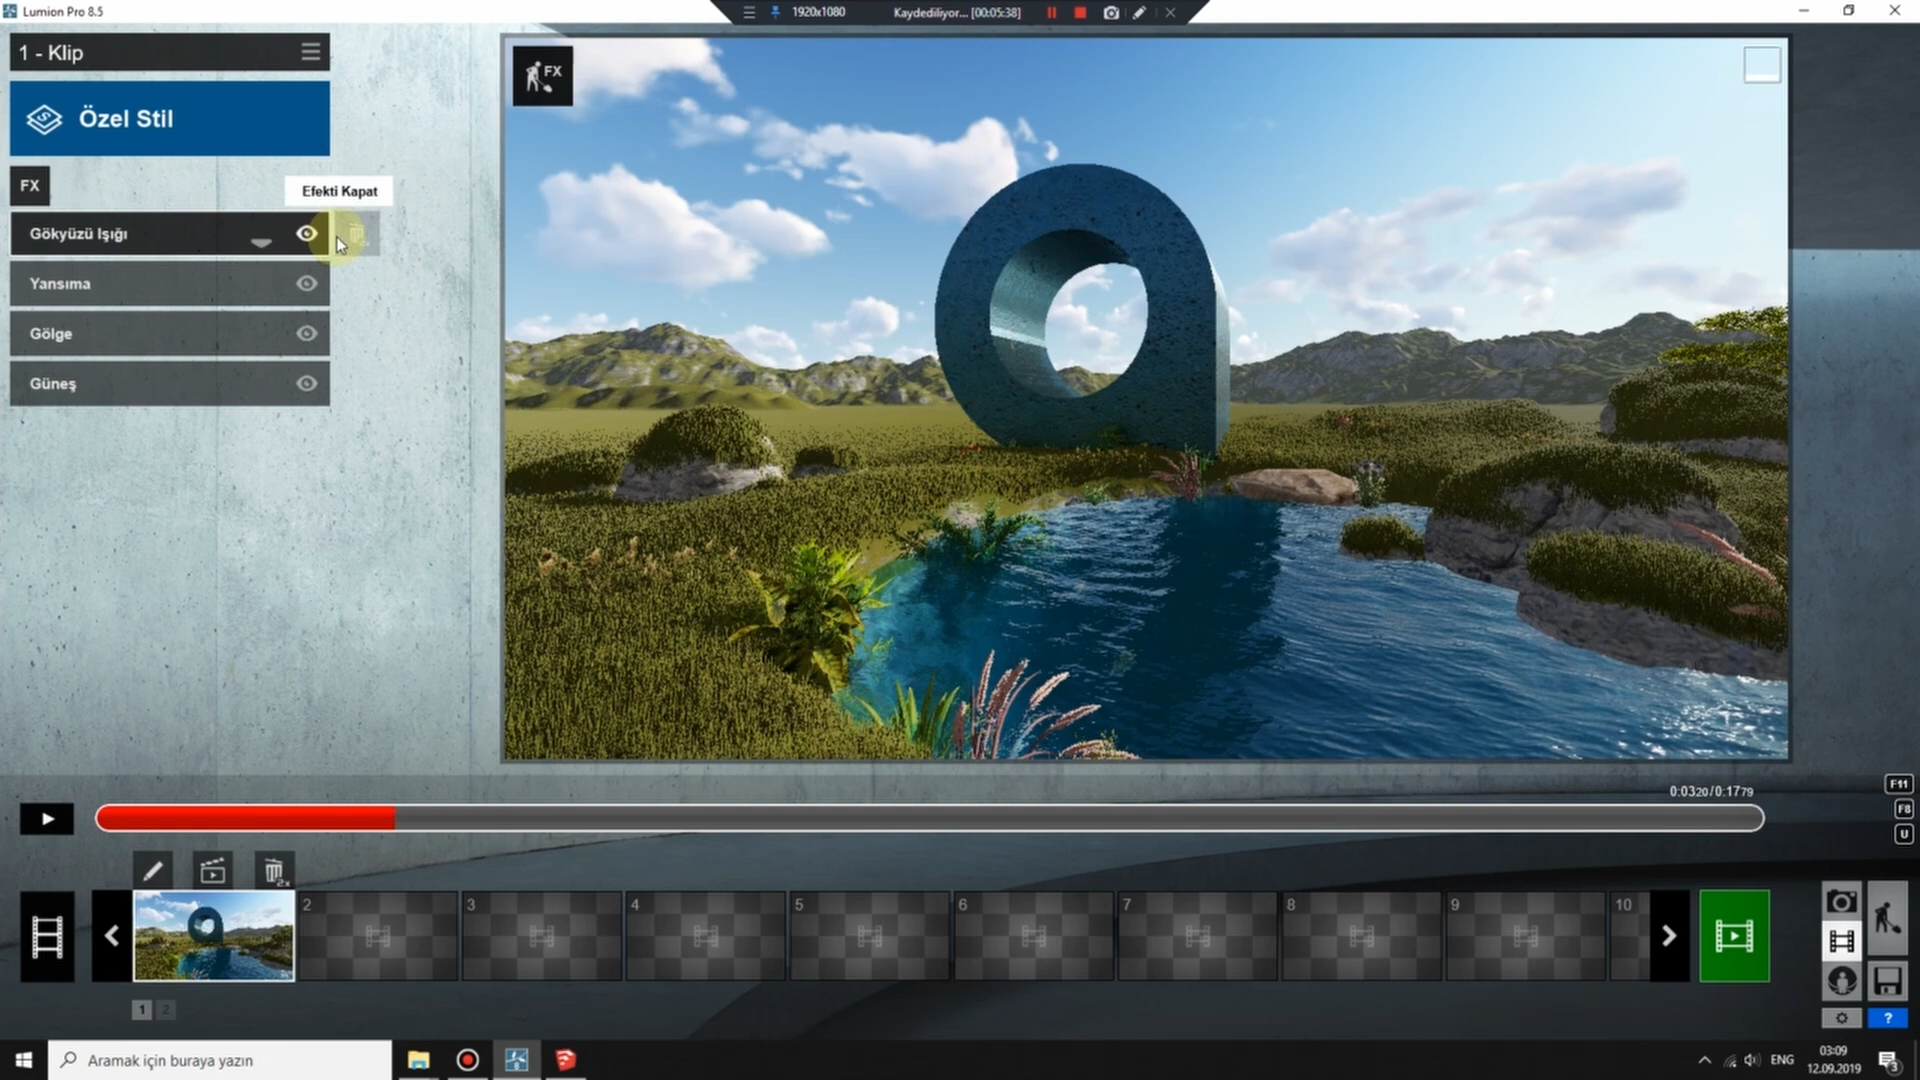 Lumion Pro 8.5
1920x1080
Kaydediliyor... [00:05:38]
1 - Klip
Özel Stil
FX
FX
Efekti Kapat
Gökyüzü Işığı
Yansıma
Gölge
Güneş
0:0320/0:1779
F11
F8
U
2x
2
3
4
5
6
7
8
9
10
1
2
?
Aramak için buraya yazın
ENG
03:09
12.09.2019
3